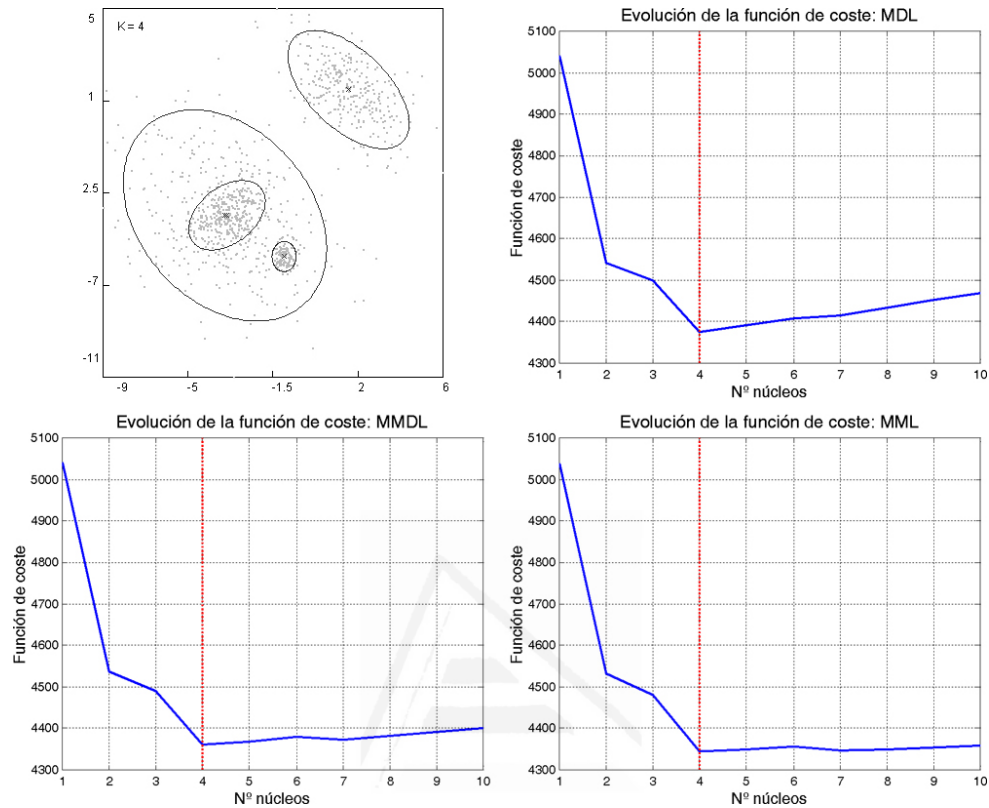 K = 4
5
1
2.5
-7
-11
-9
-5
-1.5
2
6
Evolución de la función de coste: MDL
Función de coste
5100
5000
4900
4800
4700
4600
4500
4400
4300
1 2 3 4 5 6 7 8 9 10
Nº núcleos
Evolución de la función de coste: MMDL
Función de coste
5100
5000
4900
4800
4700
4600
4500
4400
4300
1 2 3 4 5 6 7 8 9 10
Nº núcleos
Evolución de la función de coste: MML
Función de coste
5100
5000
4900
4800
4700
4600
4500
4400
4300
1 2 3 4 5 6 7 8 9 10
Nº núcleos